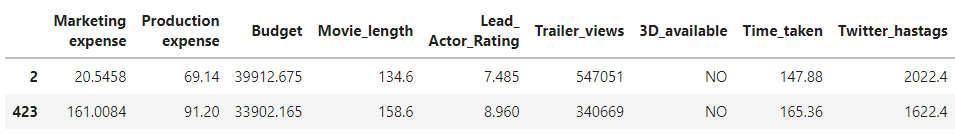 Marketing expense Production expense Budget Movie_length Lead_ Actor_Rating Trailer_views 3D_available Time_taken Twitter_hastags
2 20.5458 69.14 39912.675 134.6 7.485 547051 NO 147.88 2022.4
423 161.0084 91.20 33902.165 158.6 8.960 340669 NO 165.36 1622.4